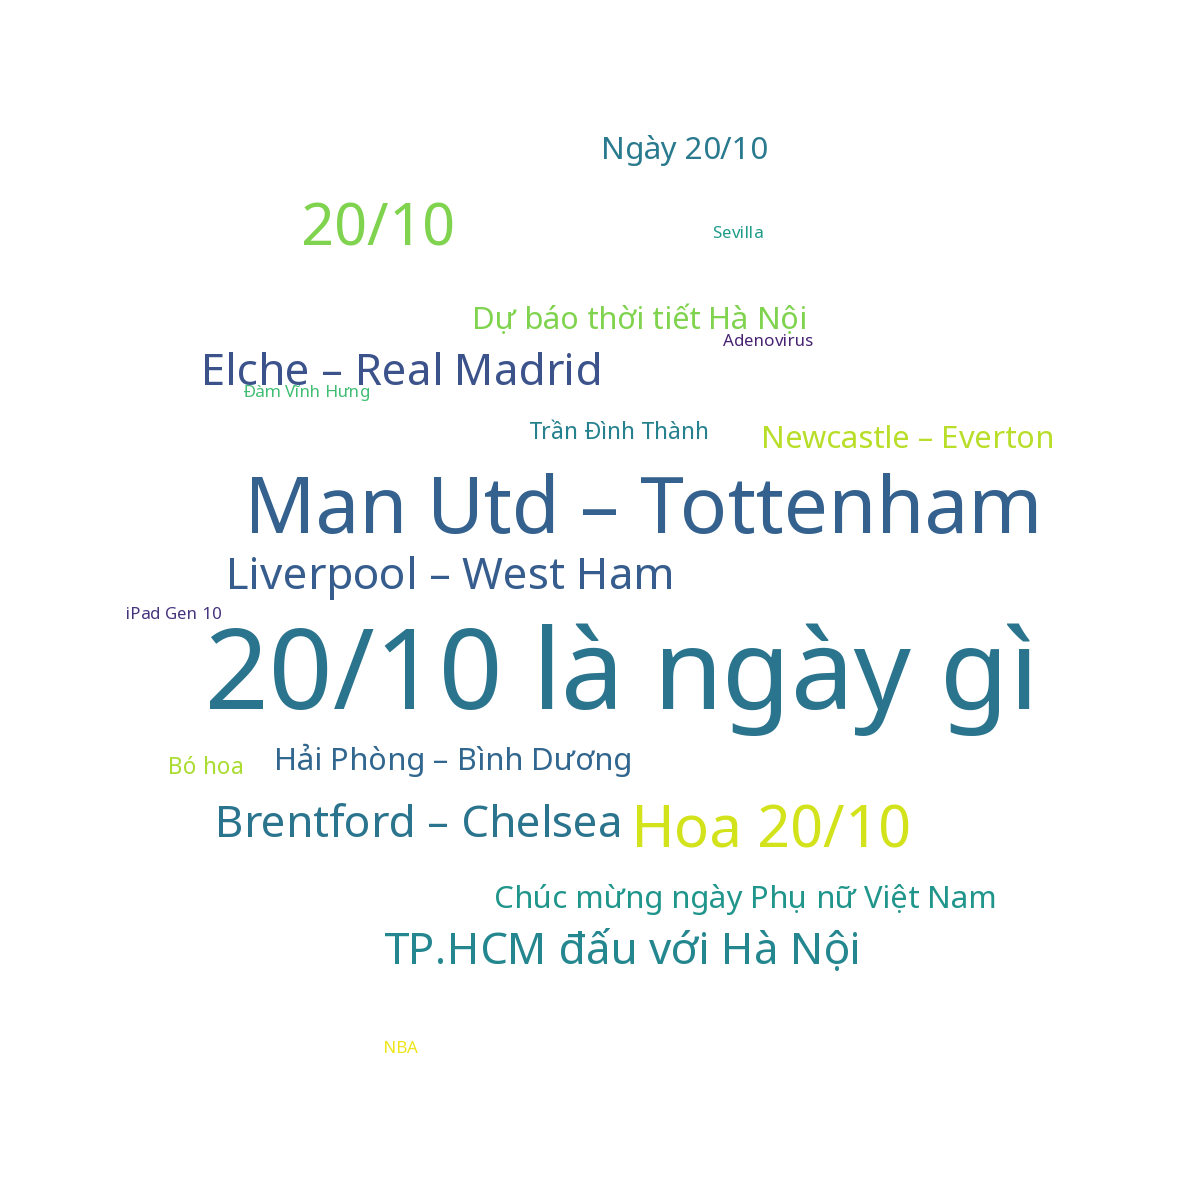 Ngày 20/10
20/10
Sevilla
Dự báo thời tiết Hà Nội
Adenovirus
Elche – Real Madrid
Đàm Vĩnh Hưng
Trần Đình Thành
Newcastle – Everton
Man Utd – Tottenham
Liverpool – West Ham
iPad Gen 10
20/10 là ngày gì
Hải Phòng – Bình Dương
Bó hoa
Brentford – Chelsea
Hoa 20/10
Chúc mừng ngày Phụ nữ Việt Nam
TP.HCM đấu với Hà Nội
NBA